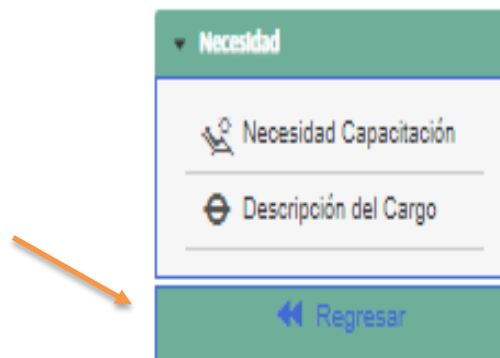 Necesidad
Necesidad Capacitación
Descripción del Cargo
Regresar